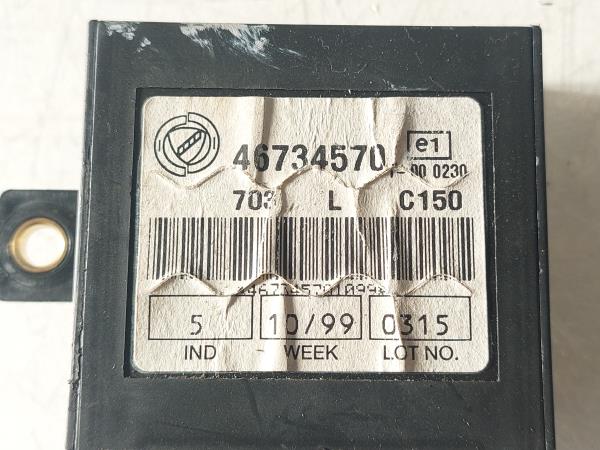 46734570 e1
00 0230
703 L C150
5 10/99 0315
IND WEEK LOT NO.